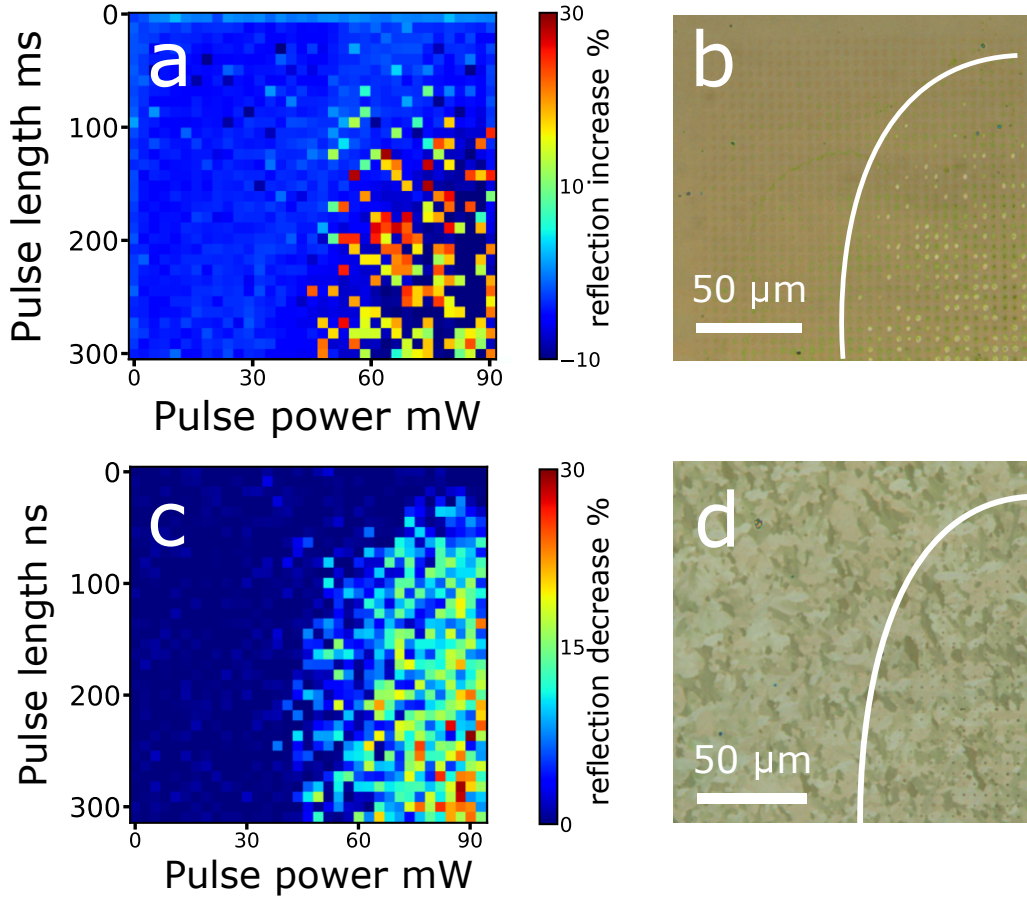 a
Pulse length ms
0
100
200
300
0
30
60
90
Pulse power mW
30
10
−10
reflection increase %
b
50 µm
c
Pulse length ns
0
100
200
300
0
30
60
90
Pulse power mW
30
15
0
reflection decrease %
d
50 µm